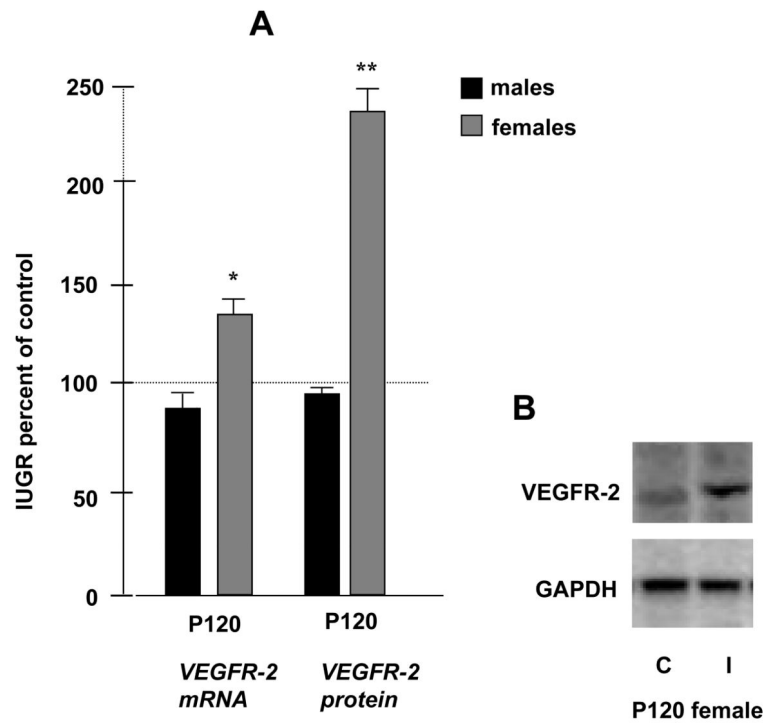 A
250
200
150
100
50
0
IUGR percent of control
*
**
males
females
P120 P120
VEGFR-2 VEGFR-2
mRNA protein
B
VEGFR-2
GAPDH
C I
P120 female